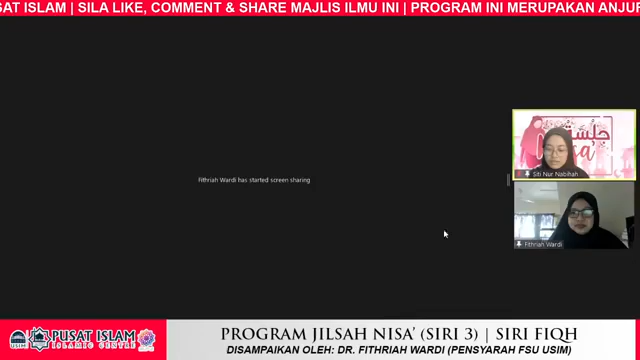 SAT ISLAM | SILA LIKE, COMMENT & SHARE MAJLIS ILMU INI | PROGRAM INI MERUPAKAN ANJUR
Fithriah Wardi has started screen sharing
جلسة
Siti Nur Nabihah
Fithriah Wardi
USIM
PUSAT ISLAM
ISLAMIC CENTRE
PROGRAM JILSAH NISA' (SIRI 3) | SIRI FIQH
DISAMPAIKAN OLEH: DR. FITHRIAH WARDI (PENSYARAH FSU USIM)